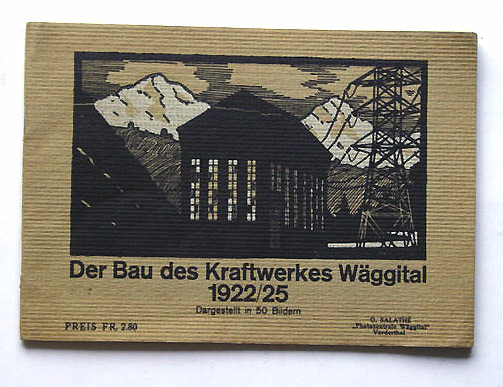 Der Bau des Kraftwerkes Wäggital
1922/25
Dargestellt in 50 Bildern
PREIS FR. 2.80
G. SALATHÉ
„Photozentrale Wäggital"
Vorderthal